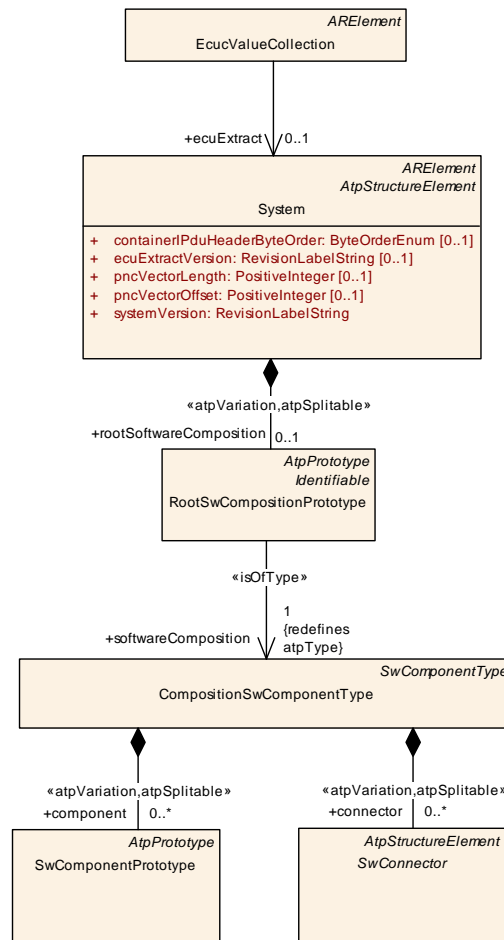 ARElement
EcucValueCollection
+ecuExtract 0..1
ARElement
AtpStructureElement
System
+ containerIPduHeaderByteOrder: ByteOrderEnum [0..1]
+ ecuExtractVersion: RevisionLabelString [0..1]
+ pncVectorLength: PositiveInteger [0..1]
+ pncVectorOffset: PositiveInteger [0..1]
+ systemVersion: RevisionLabelString
«atpVariation,atpSplitable»
+rootSoftwareComposition 0..1
AtpPrototype
Identifiable
RootSwCompositionPrototype
«isOfType»
1
{redefines
+softwareComposition atpType}
SwComponentType
CompositionSwComponentType
«atpVariation,atpSplitable» «atpVariation,atpSplitable»
+component 0..* +connector 0..*
AtpPrototype AtpStructureElement
SwComponentPrototype SwConnector